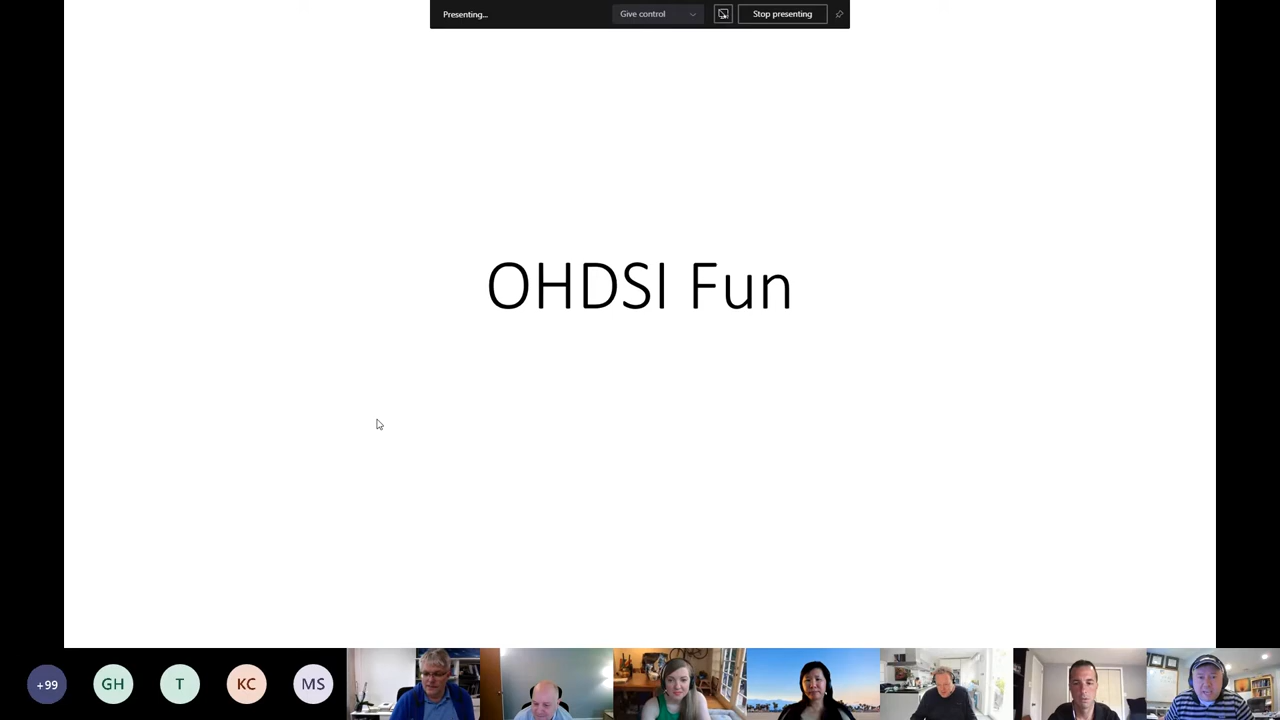 Presenting...
Give control
Stop presenting
OHDSI Fun
+99
GH
T
KC
MS